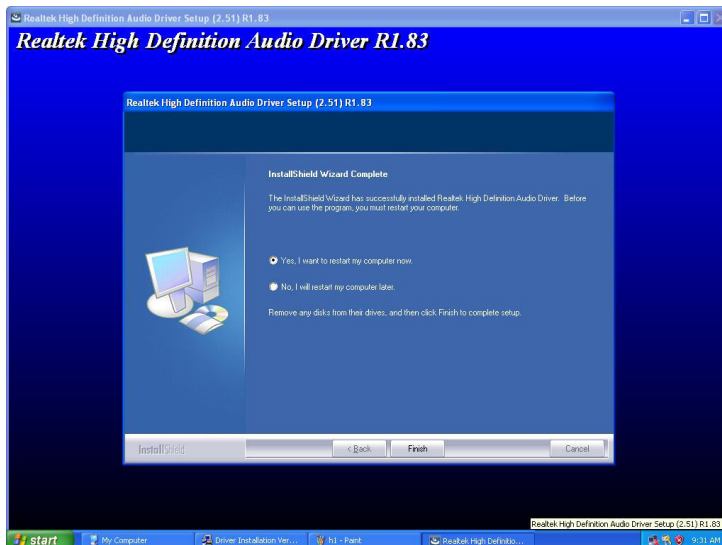 Realtek High Definition Audio Driver Setup (2.51) R1.83
Realtek High Definition Audio Driver R1.83
Realtek High Definition Audio Driver Setup (2.51) R1.83
InstallShield Wizard Complete
The InstallShield Wizard has successfully installed Realtek High Definition Audio Driver. Before
you can use the program, you must restart your computer.
Yes, I want to restart my computer now.
No, I will restart my computer later.
Remove any disks from their drives, and then click Finish to complete setup.
InstallShield
< Back
Finish
Cancel
Realtek High Definition Audio Driver Setup (2.51) R1.83
start
My Computer
Driver Installation Ver...
h1 - Paint
Realtek High Definitio...
9:31 AM